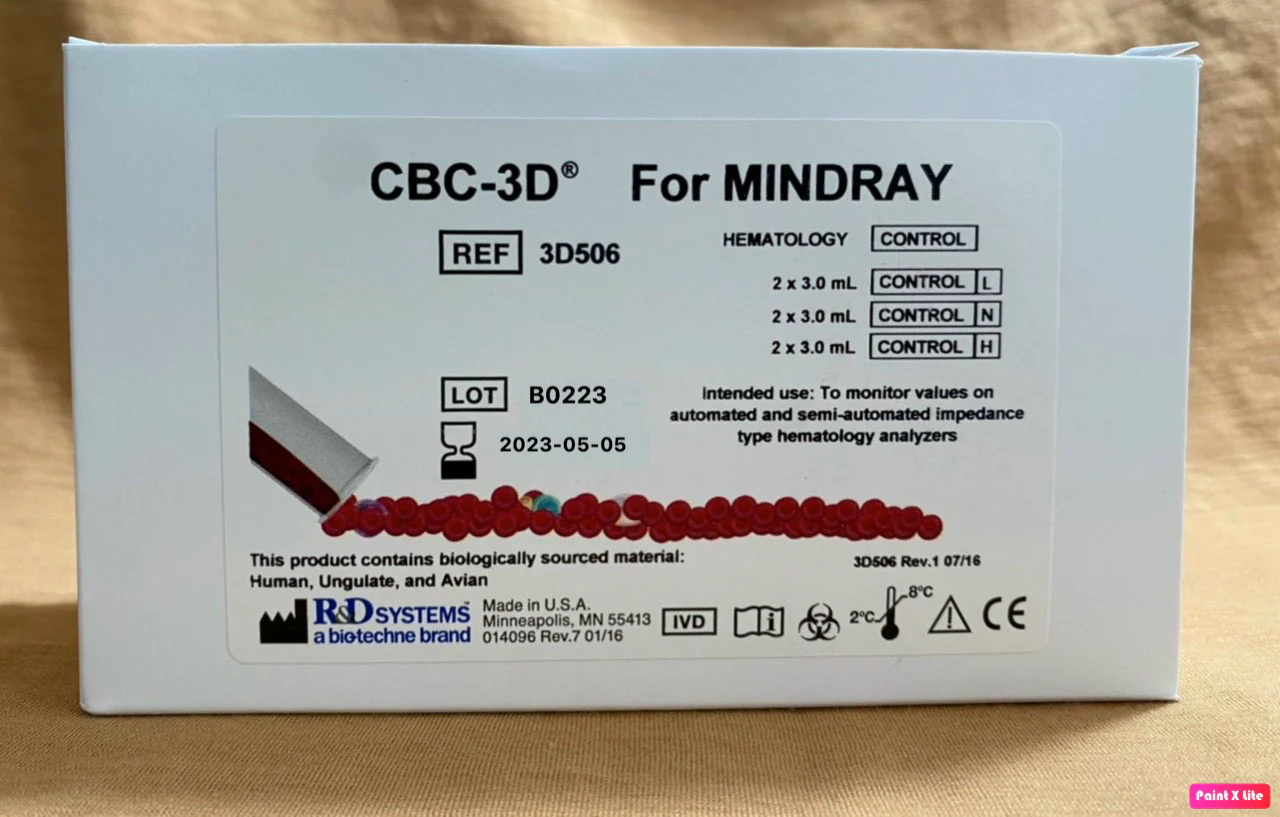 CBC-3D® For MINDRAY
REF 3D506
HEMATOLOGY CONTROL
2 x 3.0 mL CONTROL L
2 x 3.0 mL CONTROL N
2 x 3.0 mL CONTROL H
LOT B0223
2023-05-05
Intended use: To monitor values on
automated and semi-automated impedance
type hematology analyzers
This product contains biologically sourced material:
Human, Ungulate, and Avian
3D506 Rev.1 07/16
R&D SYSTEMS™
a biotechne brand
Made in U.S.A.
Minneapolis, MN 55413
014096 Rev.7 01/16
IVD
i
2°C
8°C
CE
Paint X Lite